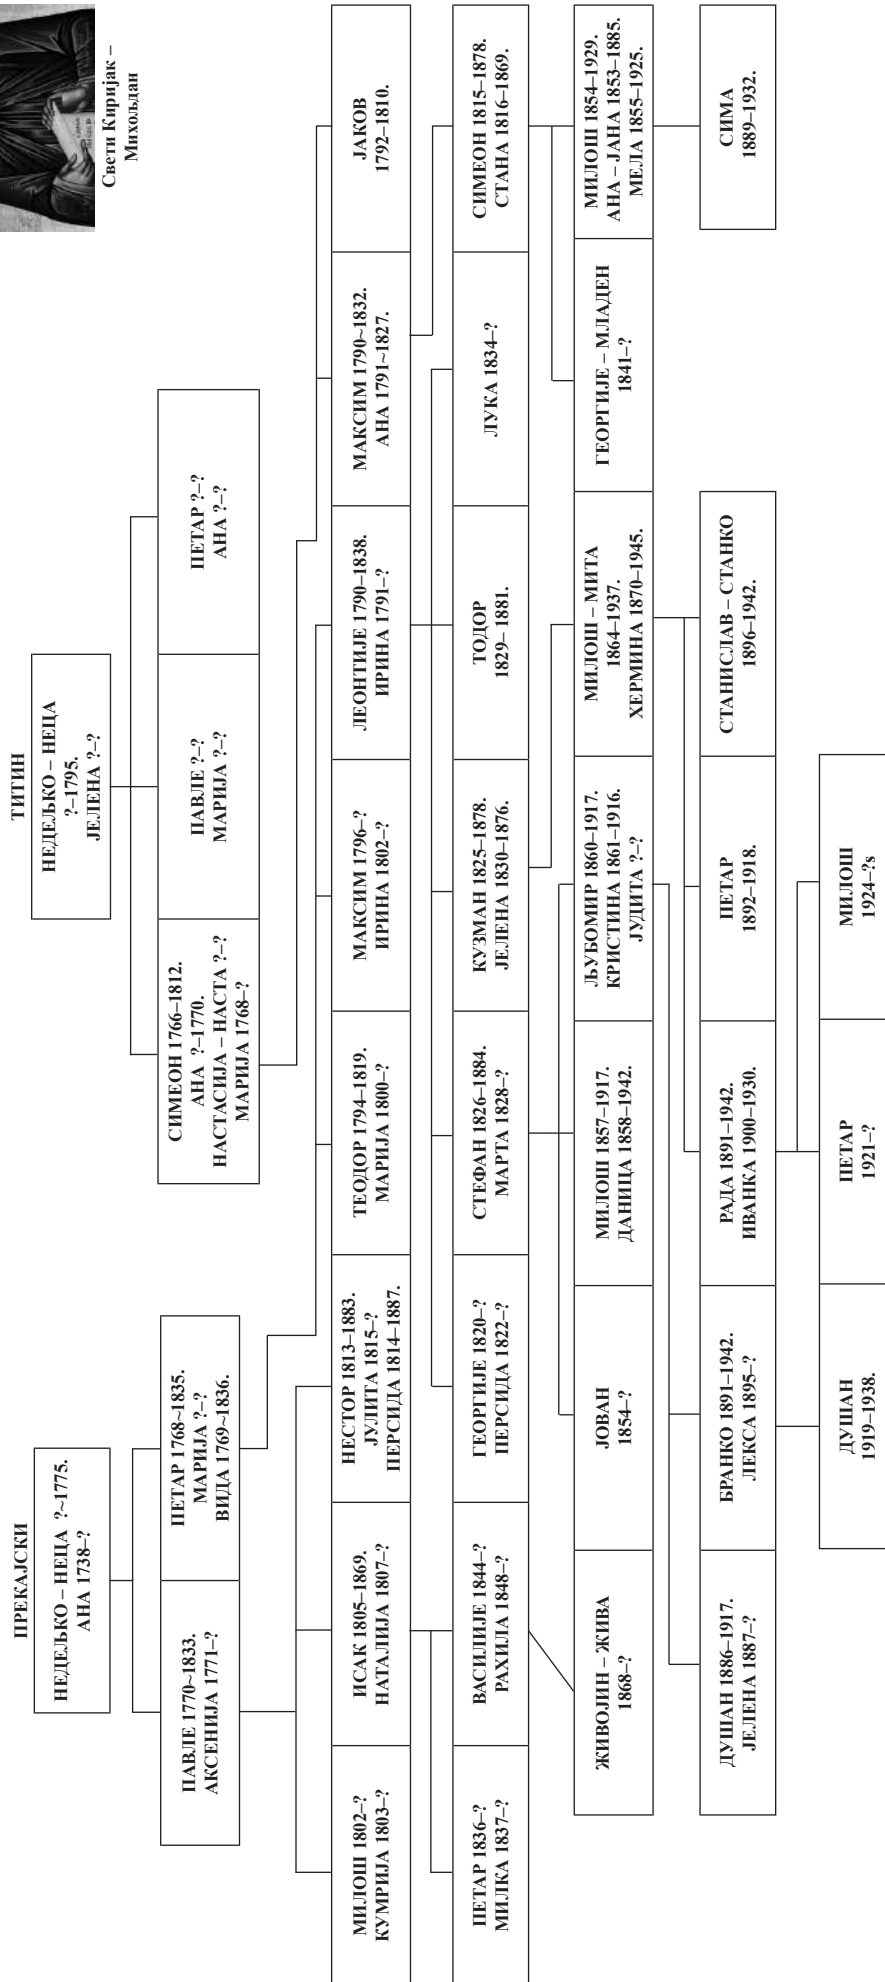 ПРЕКАЈСКИ
НЕДЕЉКО – НЕЦА ?~1775.
АНА 1738–?
ТИТИН
НЕДЕЉКО – НЕЦА
?–1795.
ЈЕЛЕНА ?–?
Свети Киријак –
Михољдан
ПАВЛЕ 1770~1833.
АКСЕНИЈА 1771–?
ПЕТАР 1768~1835.
МАРИЈА ?–?
ВИДА 1769~1836.
СИМЕОН 1766–1812.
АНА ?–1770.
НАСТАСИЈА – НАСТА ?–?
МАРИЈА 1768–?
ПАВЛЕ ?–?
МАРИЈА ?–?
ПЕТАР ?–?
АНА ?–?
МИЛОШ 1802–?
КУМРИЈА 1803–?
ИСАК 1805–1869.
НАТАЛИЈА 1807–?
НЕСТОР 1813–1883.
ЈУЛИТА 1815–?
ПЕРСИДА 1814–1887.
ТЕОДОР 1794–1819.
МАРИЈА 1800–?
МАКСИМ 1796–?
ИРИНА 1802–?
ЛЕОНТИЈЕ 1790–1838.
ИРИНА 1791–?
МАКСИМ 1790~1832.
АНА 1791~1827.
ЈАКОВ
1792–1810.
ПЕТАР 1836–?
МИЛКА 1837–?
ВАСИЛИЈЕ 1844–?
РАХИЛА 1848–?
ГЕОРГИЈЕ 1820–?
ПЕРСИДА 1822–?
СТЕФАН 1826–1884.
МАРТА 1828–?
КУЗМАН 1825–1878.
ЈЕЛЕНА 1830–1876.
ТОДОР
1829– 1881.
ЛУКА 1834–?
СИМЕОН 1815–1878.
СТАНА 1816–1869.
ЖИВОЈИН – ЖИВА
1868–?
ЈОВАН
1854–?
МИЛОШ 1857–1917.
ДАНИЦА 1858–1942.
ЉУБОМИР 1860–1917.
КРИСТИНА 1861–1916.
ЈУДИТА ?–?
МИЛОШ – МИТА
1864–1937.
ХЕРМИНА 1870–1945.
ГЕОРГИЈЕ – МЛАДЕН
1841–?
МИЛОШ 1854–1929.
АНА – ЈАНА 1853–1885.
МЕЛА 1855–1925.
ДУШАН 1886–1917.
ЈЕЛЕНА 1887–?
БРАНКО 1891–1942.
ЛЕКСА 1895–?
РАДА 1891–1942.
ИВАНКА 1900–1930.
ПЕТАР
1892–1918.
СТАНИСЛАВ – СТАНКО
1896–1942.
СИМА
1889–1932.
ДУШАН
1919–1938.
ПЕТАР
1921–?
МИЛОШ
1924–?s